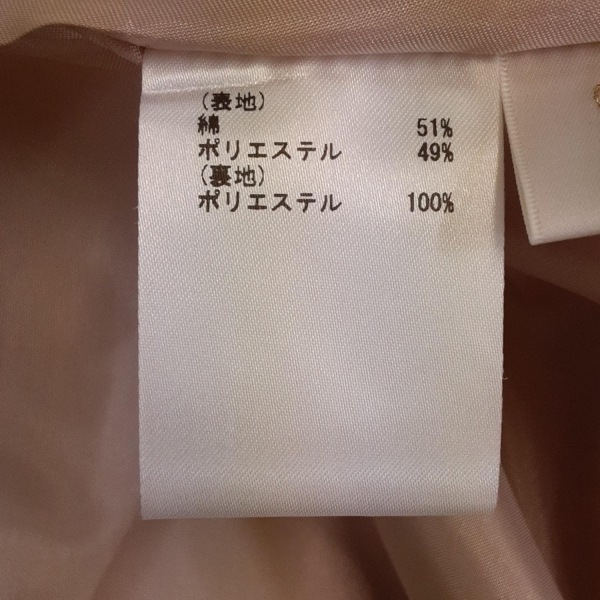 (表地)
綿 51%
ポリエステル 49%
(裏地)
ポリエステル 100%